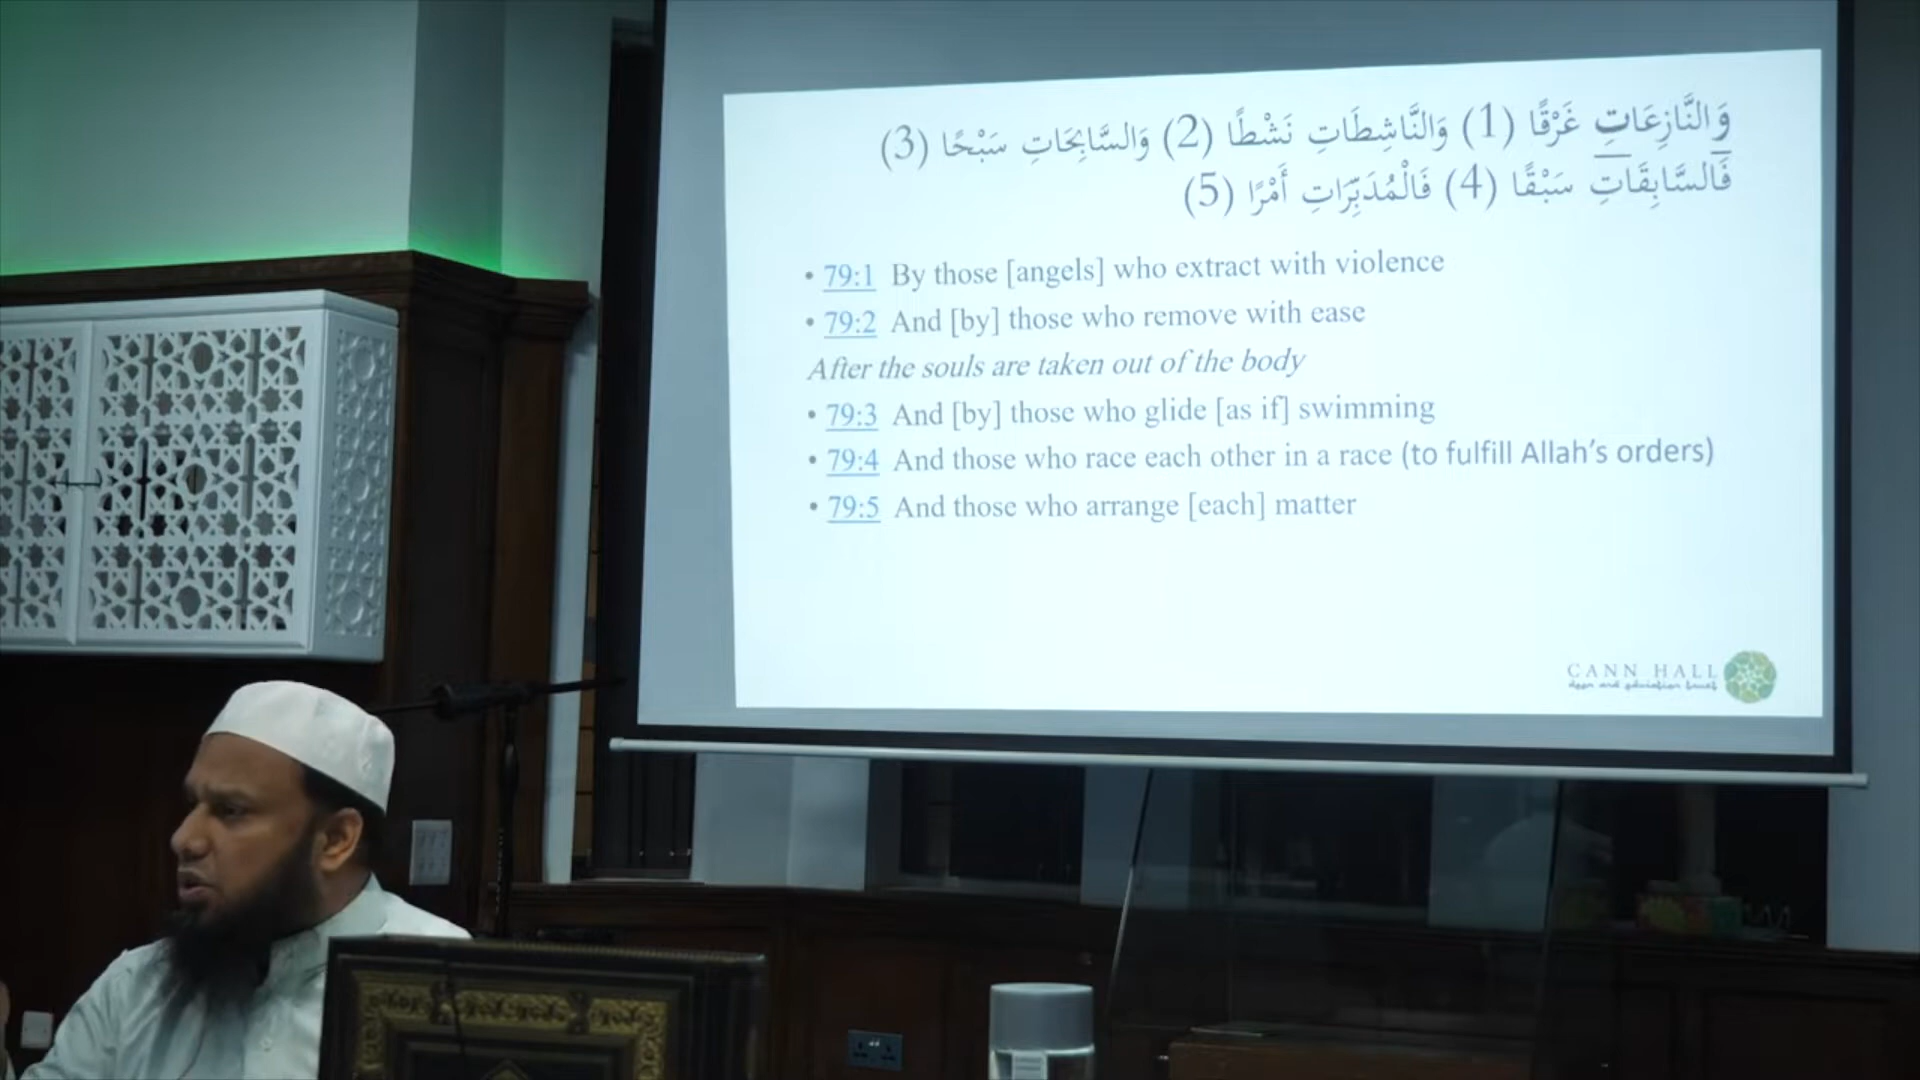 وَالنَّازِعَاتِ غَرْقًا (1) وَالنَّاشِطَاتِ نَشْطًا (2) وَالسَّابِحَاتِ سَبْحًا (3)
فَالسَّابِقَاتِ سَبْقًا (4) فَالْمُدَبِّرَاتِ أَمْرًا (5)
• 79:1 By those [angels] who extract with violence
• 79:2 And [by] those who remove with ease
After the souls are taken out of the body
• 79:3 And [by] those who glide [as if] swimming
• 79:4 And those who race each other in a race (to fulfill Allah’s orders)
• 79:5 And those who arrange [each] matter
CANN HALL
deen and education trust